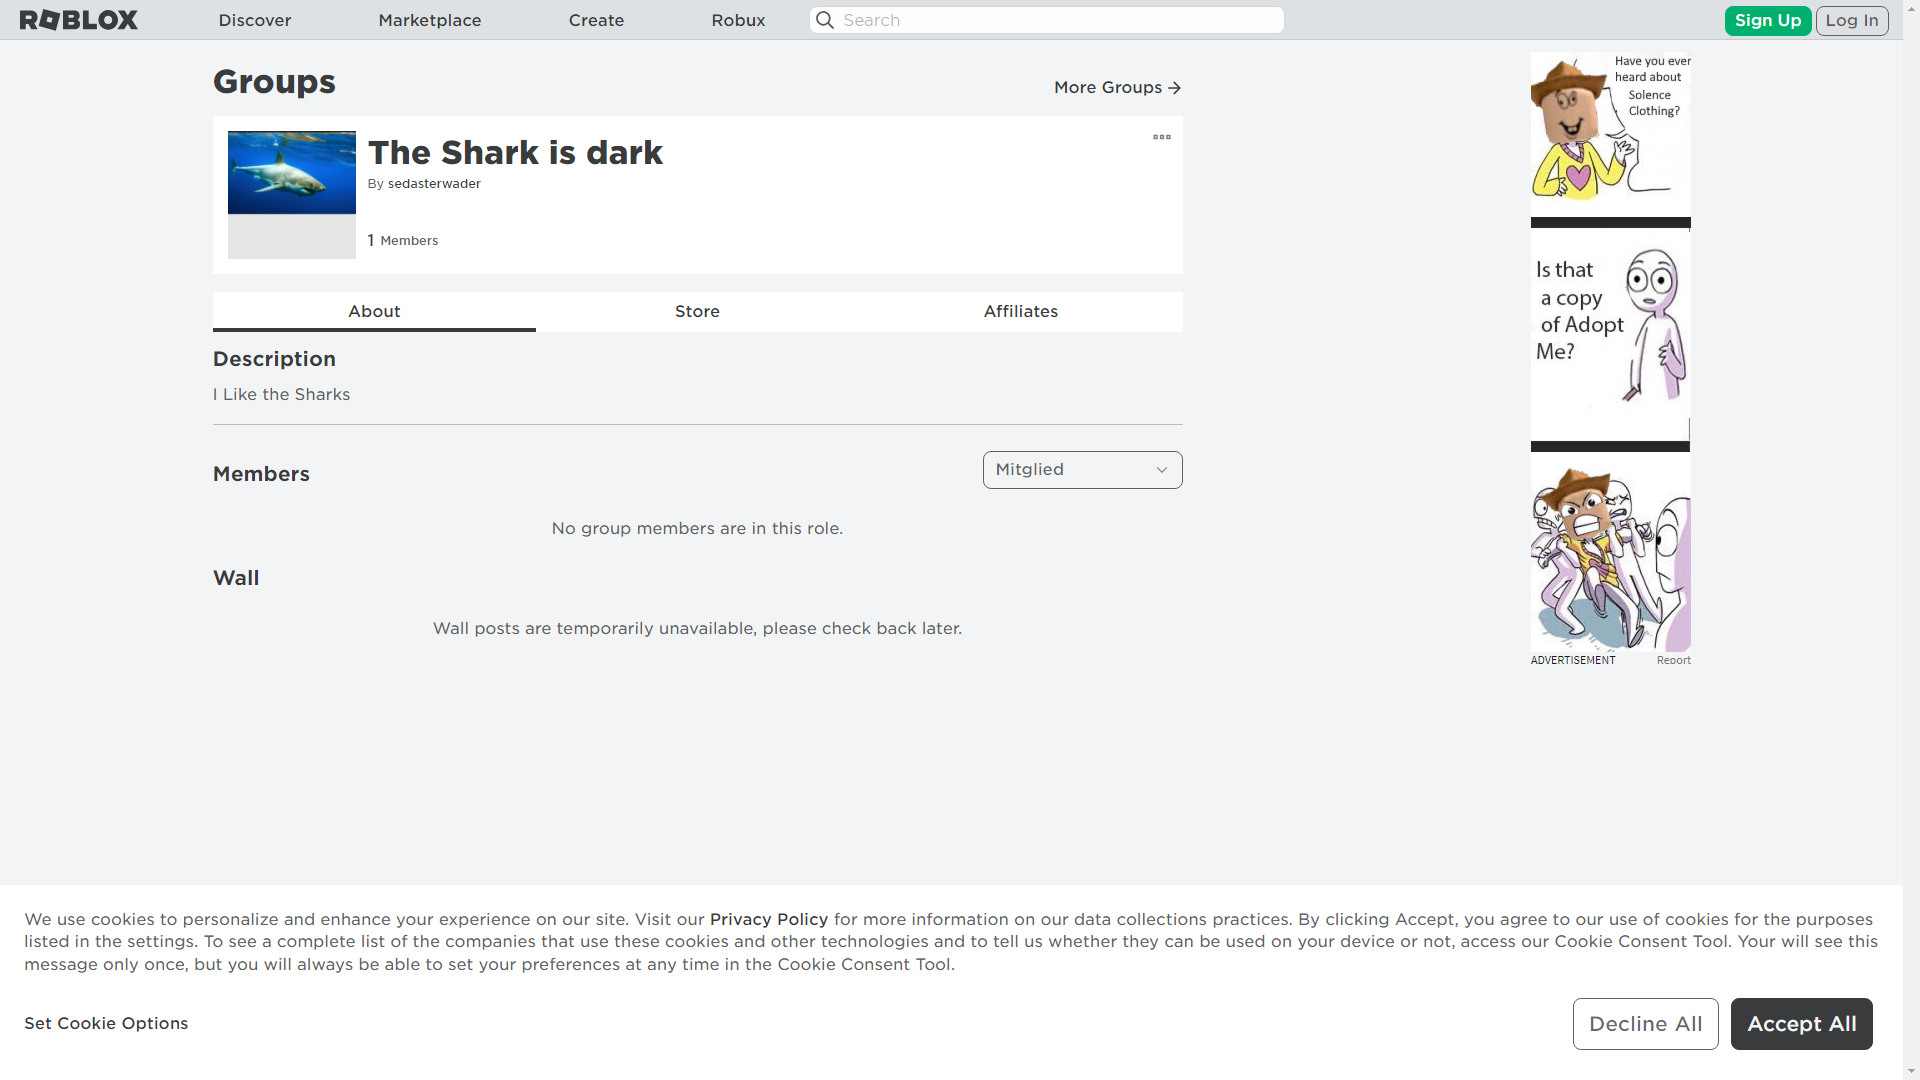 ROBLOX
Discover
Marketplace
Create
Robux
Search
Sign Up
Log In
Groups
More Groups
The Shark is dark
By sedasterwader
1 Members
About
Store
Affiliates
Description
I Like the Sharks
Members
Mitglied
No group members are in this role.
Wall
Wall posts are temporarily unavailable, please check back later.
Have you ever
heard about
Solence
Clothing?
Is that
a copy
of Adopt
Me?
ADVERTISEMENT
Report
We use cookies to personalize and enhance your experience on our site. Visit our Privacy Policy for more information on our data collections practices. By clicking Accept, you agree to our use of cookies for the purposes
listed in the settings. To see a complete list of the companies that use these cookies and other technologies and to tell us whether they can be used on your device or not, access our Cookie Consent Tool. Your will see this
message only once, but you will always be able to set your preferences at any time in the Cookie Consent Tool.
Set Cookie Options
Decline All
Accept All